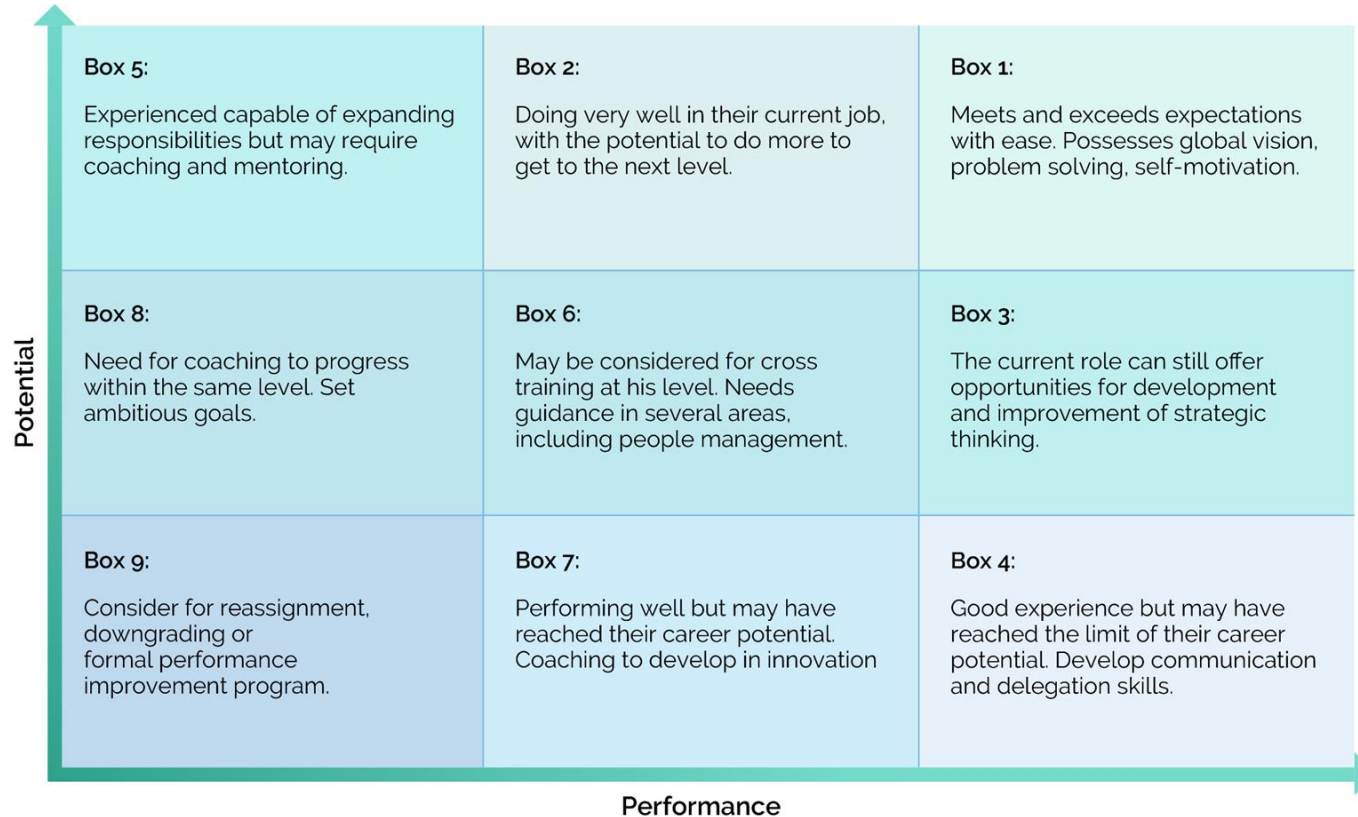 Box 5:
Experienced capable of expanding
responsibilities but may require
coaching and mentoring.
Box 2:
Doing very well in their current job,
with the potential to do more to
get to the next level.
Box 1:
Meets and exceeds expectations
with ease. Possesses global vision,
problem solving, self-motivation.
Potential
Box 8:
Need for coaching to progress
within the same level. Set
ambitious goals.
Box 6:
May be considered for cross
training at his level. Needs
guidance in several areas,
including people management.
Box 3:
The current role can still offer
opportunities for development
and improvement of strategic
thinking.
Box 9:
Consider for reassignment,
downgrading or
formal performance
improvement program.
Box 7:
Performing well but may have
reached their career potential.
Coaching to develop in innovation
Box 4:
Good experience but may have
reached the limit of their career
potential. Develop communication
and delegation skills.
Performance